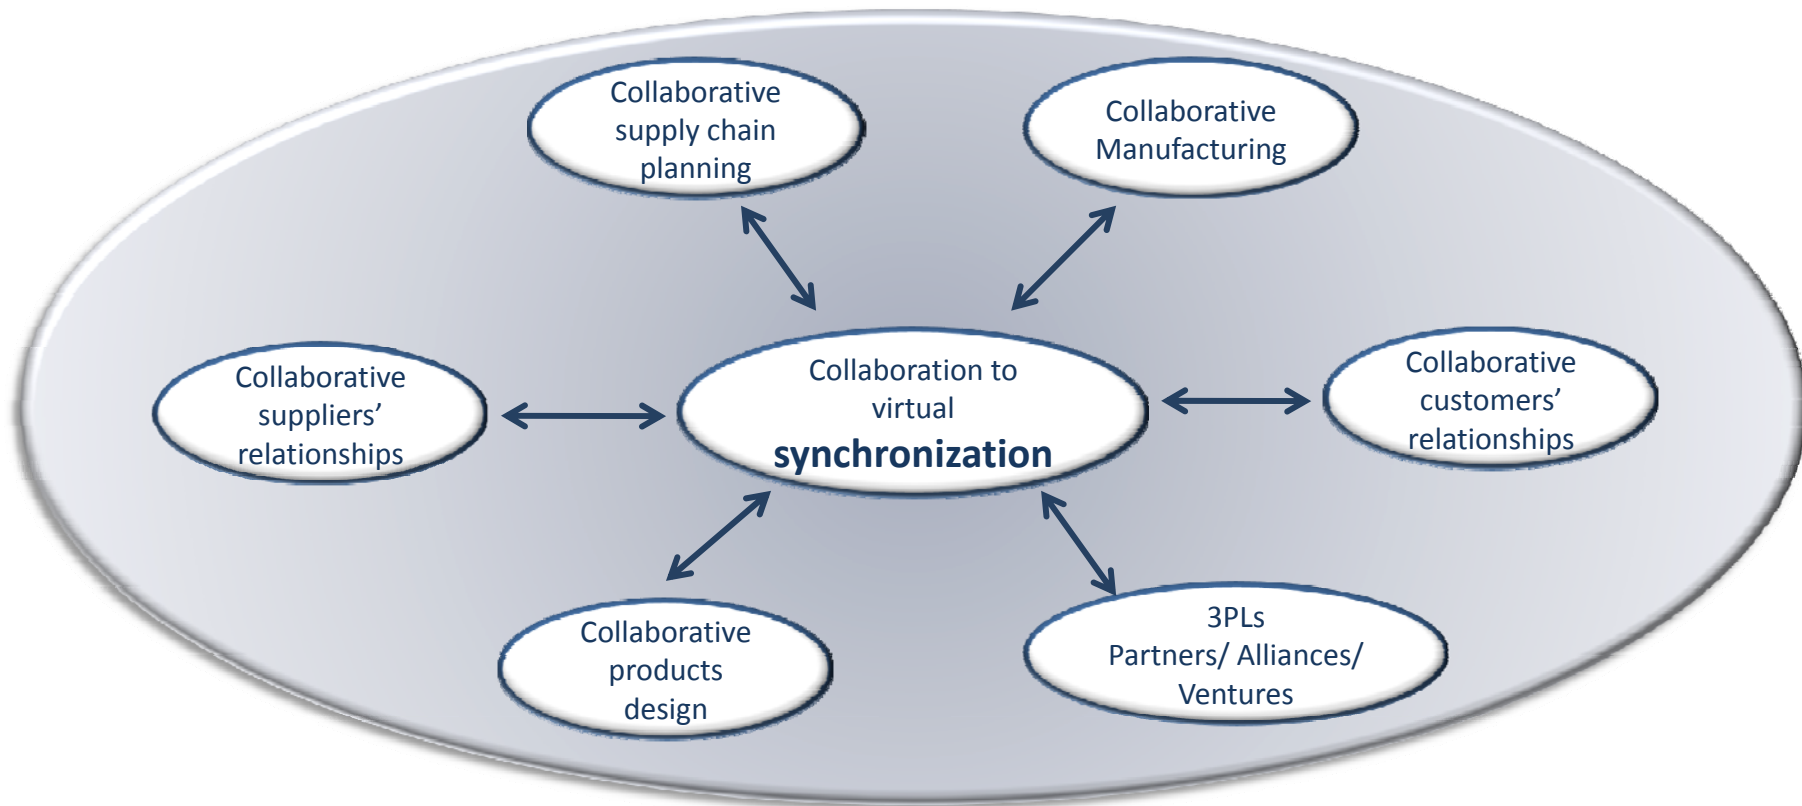 Collaborative
supply chain
planning
Collaborative
Manufacturing
Collaborative
suppliers’
relationships
Collaboration to
virtual
synchronization
Collaborative
customers’
relationships
Collaborative
products
design
3PLs
Partners/ Alliances/
Ventures